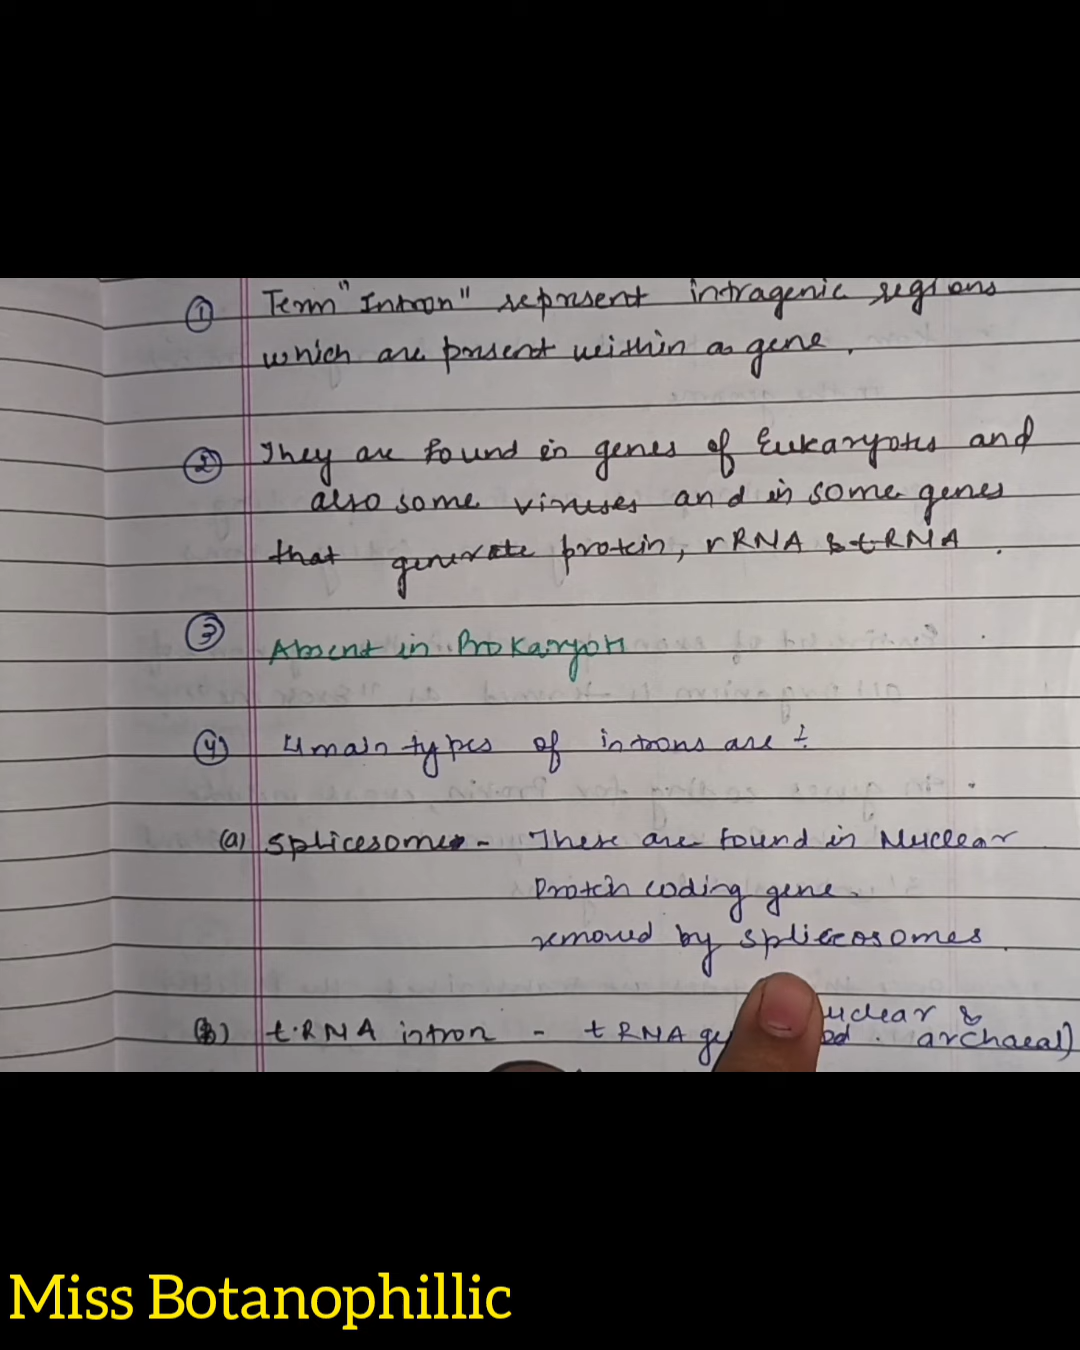 ① Term "Intron" represent intragenic regions
which are present within a gene.
② They are found in genes of Eukaryotes and
also some viruses and in some genes
that generate protein, rRNA & tRNA.
③ Absent in Prokaryots
④ 4 main types of introns are :-
(a) Splicesome - These are found in Nuclear
Protein coding gene.
removed by spliceosomes.
(b) t.RNA intron - tRNA
archaeal)
Miss Botanophillic